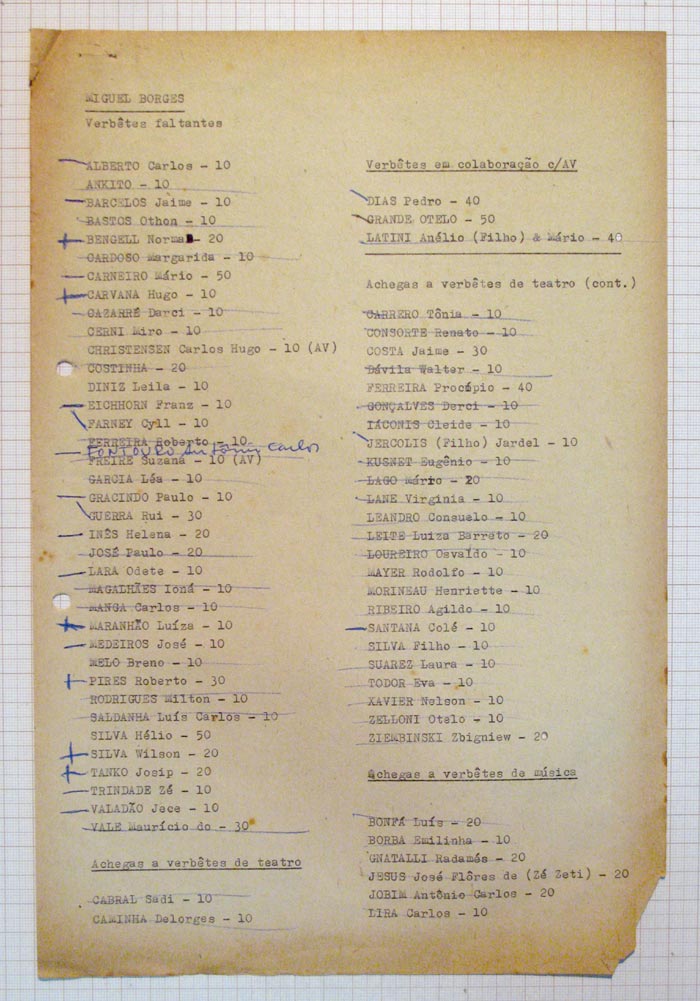 MIGUEL BORGES
Verbêtes faltantes
ALBERTO Carlos - 10
ANKITO - 10
BARCELOS Jaime - 10
BASTOS Othon - 10
BENGELL Norma - 20
CARDOSO Margarida - 10
CARNEIRO Mário - 50
CARVANA Hugo - 10
CAZARRÉ Darci - 10
CERNI Miro - 10
CHRISTENSEN Carlos Hugo - 10 (AV)
COSTINHA - 20
DINIZ Leila - 10
EICHHORN Franz - 10
FARNEY Cyll - 10
FERREIRA Roberto - 10
FONTOURA Antônio Carlos
FREIRE Suzana - 10 (AV)
GARCIA Léa - 10
GRACINDO Paulo - 10
GUERRA Rui - 30
INÊS Helena - 20
JOSÉ Paulo - 20
LARA Odete - 10
MAGALHÃES Ioná - 10
MANGA Carlos - 10
MARANHÃO Luíza - 10
MEDEIROS José - 10
MELO Breno - 10
PIRES Roberto - 30
RODRIGUES Milton - 10
SALDANHA Luís Carlos - 10
SILVA Hélio - 50
SILVA Wilson - 20
TANKO Josip - 20
TRINDADE Zé - 10
VALADÃO Jece - 10
VALE Maurício do - 30
Achegas a verbêtes de teatro
CABRAL Sadi - 10
CAMINHA Delorges - 10
Verbêtes em colaboração c/AV
DIAS Pedro - 40
GRANDE OTELO - 50
LATINI Anélio (Filho) & Mário - 40
Achegas a verbêtes de teatro (cont.)
CARRERO Tônia - 10
CONSORTE Renato - 10
COSTA Jaime - 30
Dávila Walter - 10
FERREIRA Procópio - 40
GONÇALVES Derci - 10
IÁCONIS Cleide - 10
JERCOLIS (Filho) Jardel - 10
KUSNET Eugênio - 10
LAGO Mário - 20
LANE Virgínia - 10
LEANDRO Consuelo - 10
LEITE Luiza Barreto - 20
LOUREIRO Osvaldo - 10
MAYER Rodolfo - 10
MORINEAU Henriette - 10
RIBEIRO Agildo - 10
SANTANA Colé - 10
SILVA Filho - 10
SUAREZ Laura - 10
TODOR Eva - 10
XAVIER Nelson - 10
ZELLONI Otelo - 10
ZIEMBINSKI Zbigniew - 20
Achegas a verbêtes de música
BONFÁ Luís - 20
BORBA Emilinha - 10
GNATALLI Radamés - 20
JESUS José Flôres de (Zé Zeti) - 20
JOBIM Antônio Carlos - 20
LIRA Carlos - 10